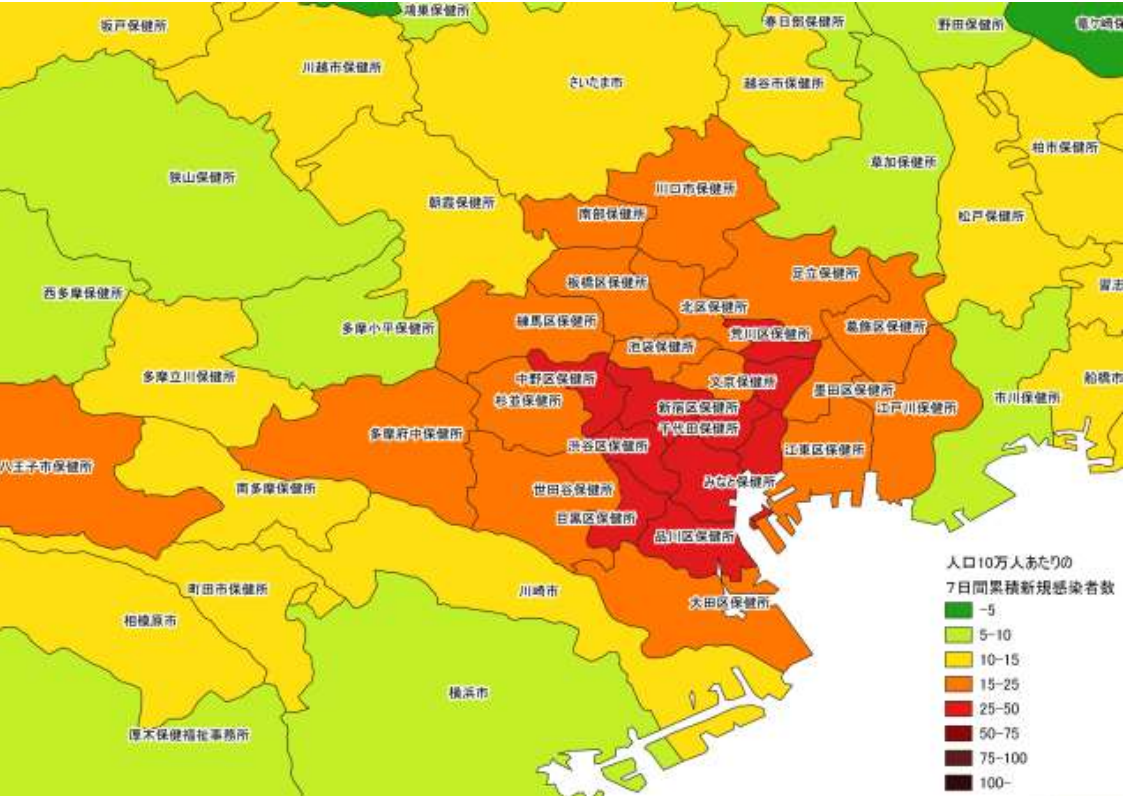 鴻巣保健所
坂戸保健所
春日部保健所
野田保健所
竜ケ崎保
川越市保健所
さいたま市
越谷市保健所
柏市保健所
草加保健所
狭山保健所
川口市保健所
朝霞保健所
南部保健所
松戸保健所
足立保健所
板橋区保健所
習志
西多摩保健所
北区保健所
練馬区保健所
多摩小平保健所
荒川区保健所
葛飾区保健所
池袋保健所
多摩立川保健所
中野区保健所
文京保健所
船橋市
墨田区保健所
杉並保健所
市川保健所
新宿区保健所
江戸川保健所
千代田保健所
多摩府中保健所
渋谷区保健所
江東区保健所
八王子市保健所
みなと保健所
南多摩保健所
世田谷保健所
目黒区保健所
品川区保健所
町田市保健所
川崎市
大田区保健所
相模原市
横浜市
厚木保健福祉事務所
人口10万人あたりの
7日間累積新規感染者数
-5
5-10
10-15
15-25
25-50
50-75
75-100
100-